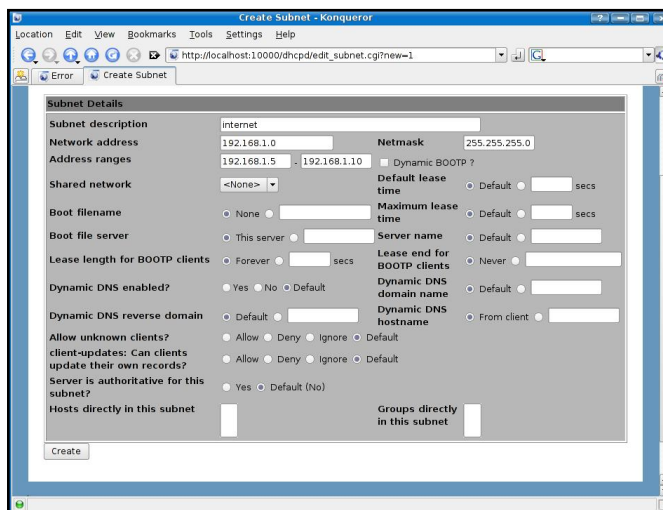 Create Subnet - Konqueror
Location Edit View Bookmarks Tools Settings Help
http://localhost:10000/dhcpd/edit_subnet.cgi?new=1
Error Create Subnet
Subnet Details
Subnet description internet
Network address 192.168.1.0 Netmask 255.255.255.0
Address ranges 192.168.1.5 - 192.168.1.10 Dynamic BOOTP ?
Shared network <None> Default lease time Default secs
Boot filename None Maximum lease time Default secs
Boot file server This server Server name Default
Lease length for BOOTP clients Forever secs Lease end for BOOTP clients Never
Dynamic DNS enabled? Yes No Default Dynamic DNS domain name Default
Dynamic DNS reverse domain Default Dynamic DNS hostname From client
Allow unknown clients? Allow Deny Ignore Default
client-updates: Can clients update their own records? Allow Deny Ignore Default
Server is authoritative for this subnet? Yes Default (No)
Hosts directly in this subnet Groups directly in this subnet
Create